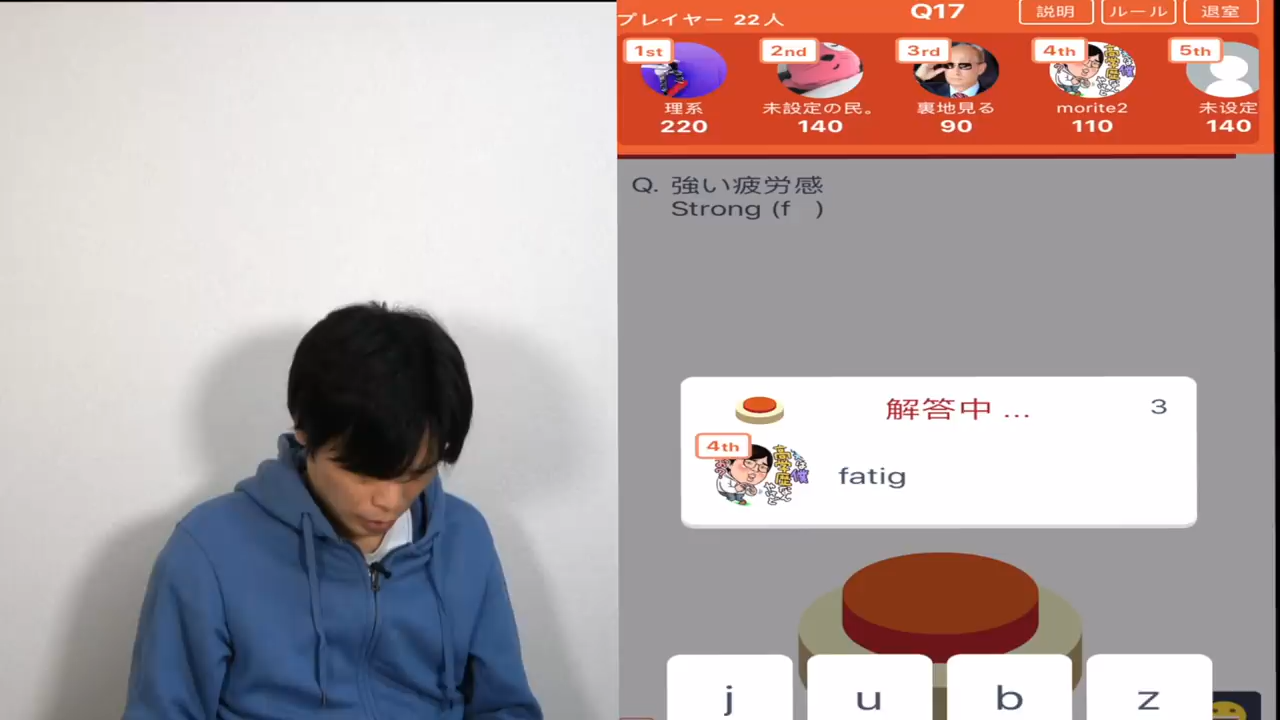 プレイヤー 22人
Q17
説明
ルール
退室
1st
2nd
3rd
4th
5th
理系
未設定の民。
裏地見る
morite2
未设定
220
140
90
110
140
Q. 強い疲労感
Strong (f )
解答中 ...
3
4th
fatig
j
u
b
z